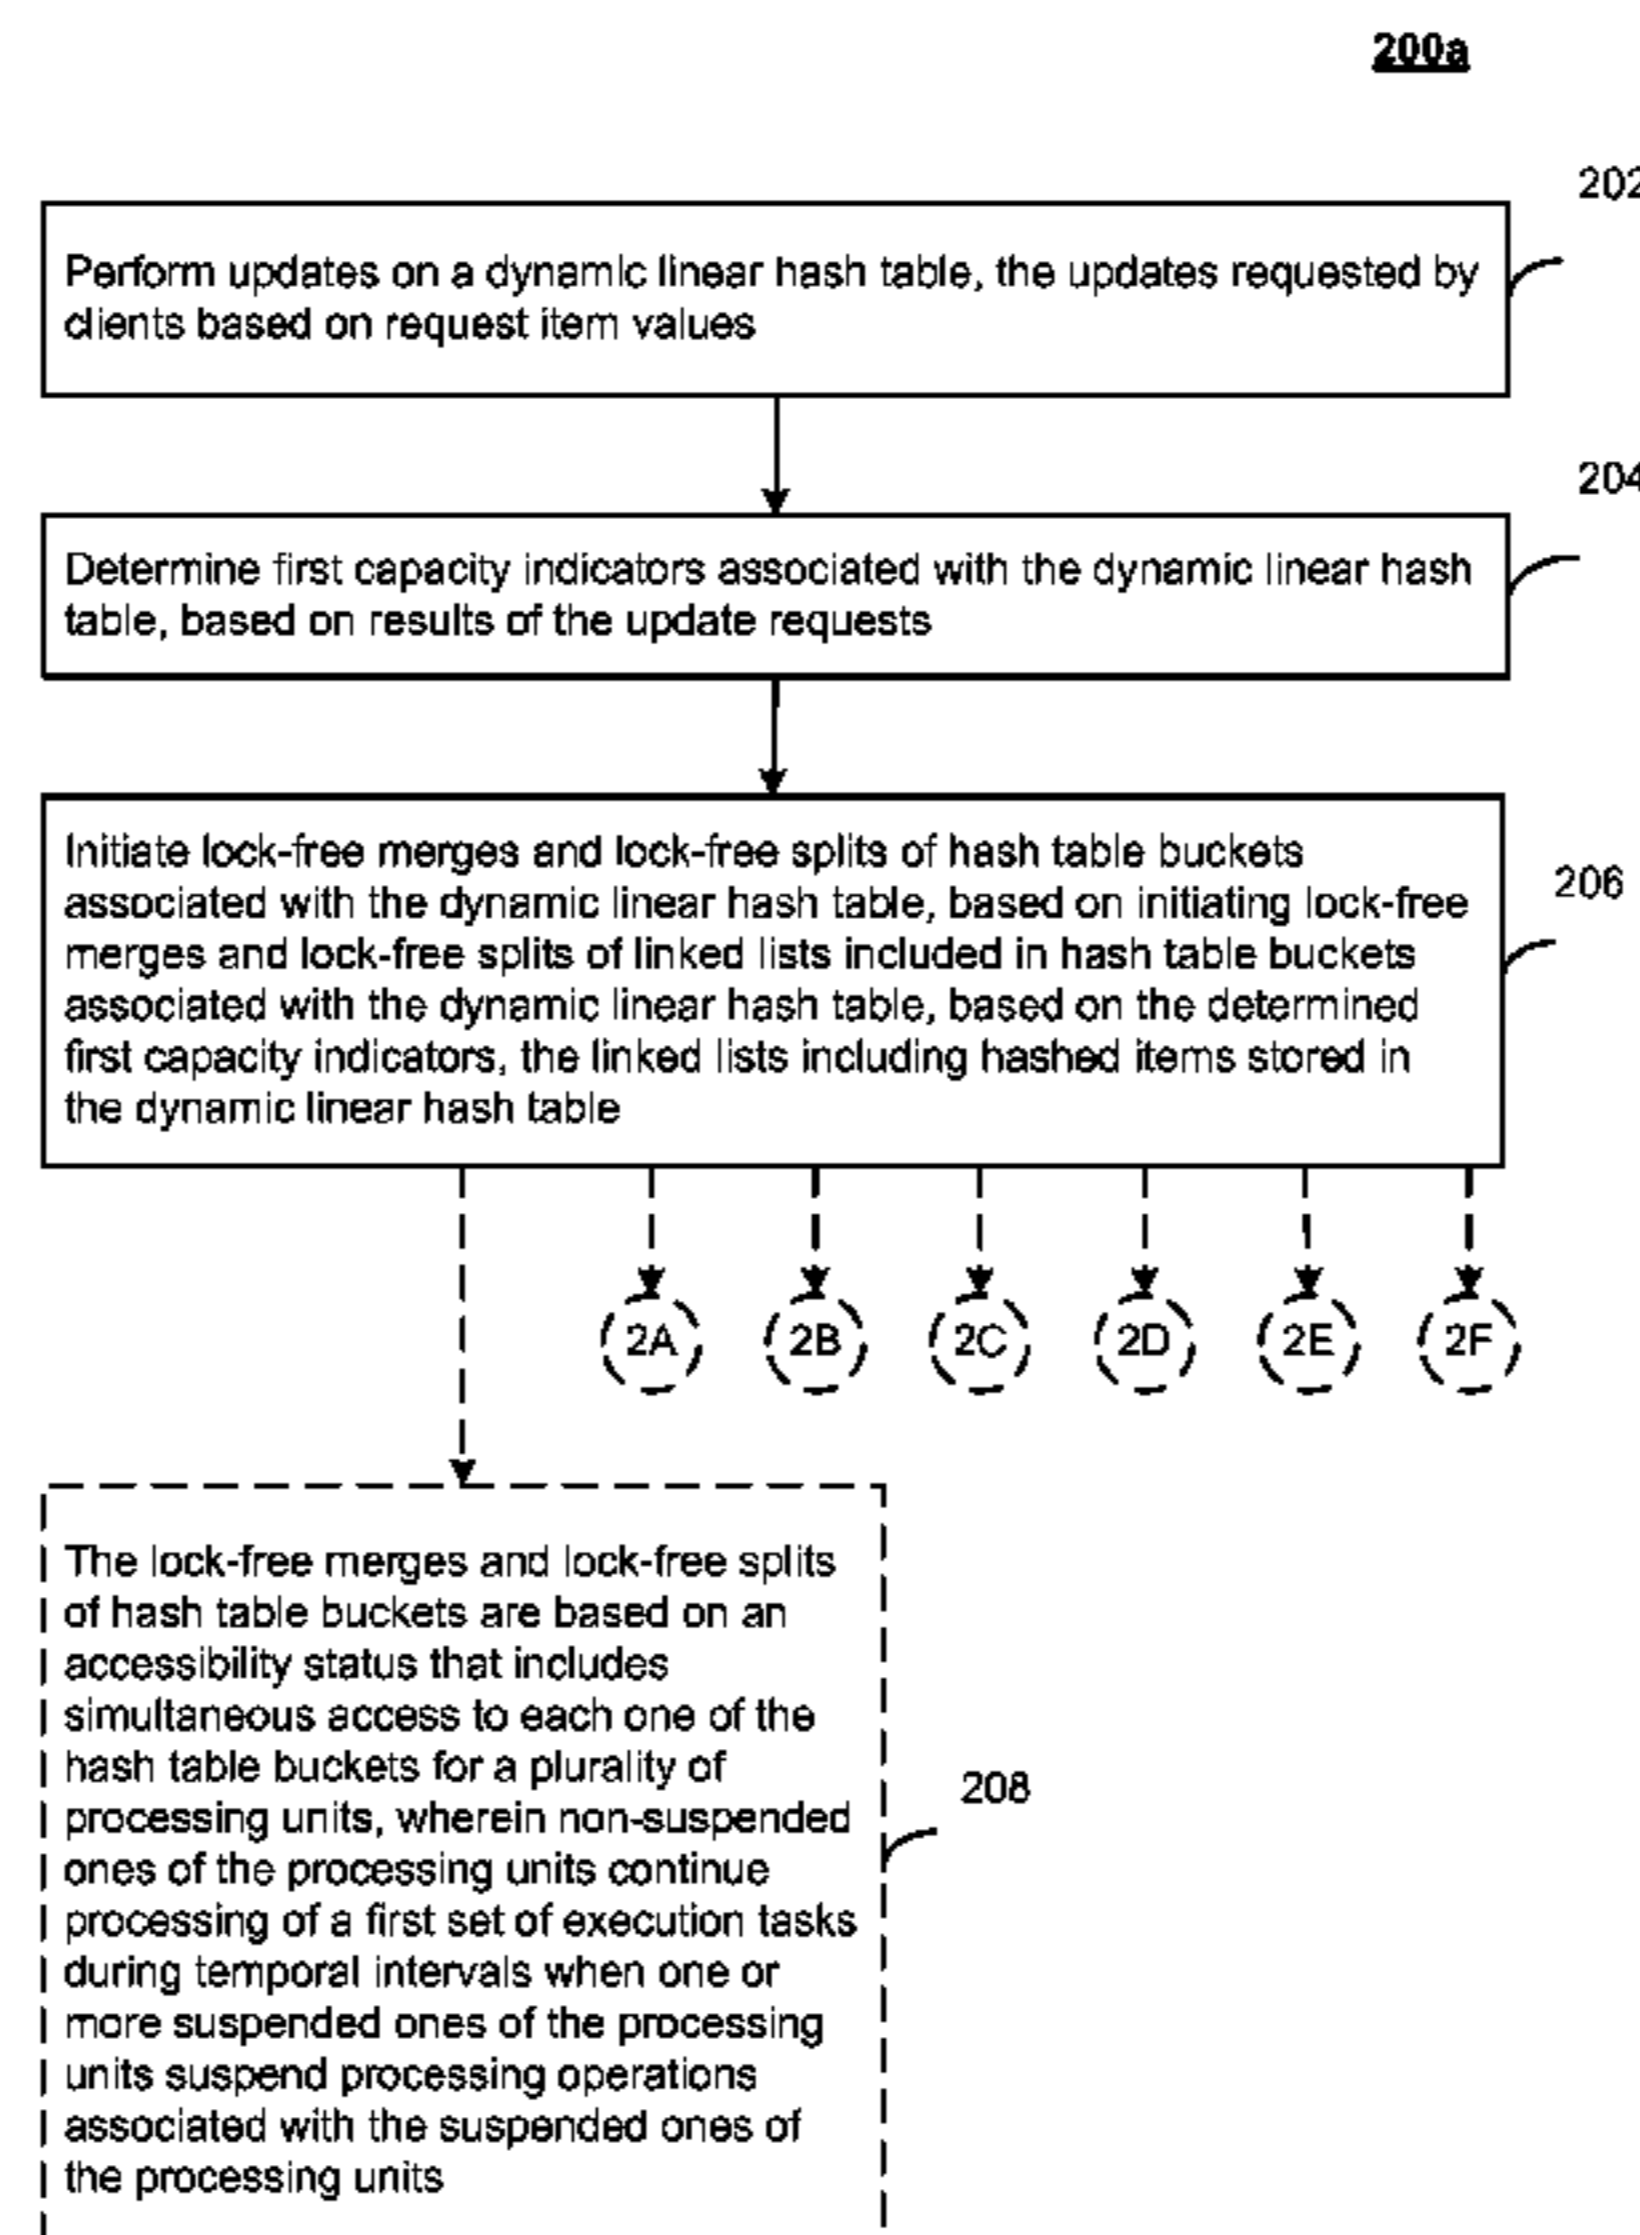 200a
202
Perform updates on a dynamic linear hash table, the updates requested by
clients based on request item values
204
Determine first capacity indicators associated with the dynamic linear hash
table, based on results of the update requests
Initiate lock-free merges and lock-free splits of hash table buckets
associated with the dynamic linear hash table, based on initiating lock-free
merges and lock-free splits of linked lists included in hash table buckets
associated with the dynamic linear hash table, based on the determined
first capacity indicators, the linked lists including hashed items stored in
the dynamic linear hash table
206
2A 2B 2C 2D 2E 2F
The lock-free merges and lock-free splits
of hash table buckets are based on an
accessibility status that includes
simultaneous access to each one of the
hash table buckets for a plurality of
processing units, wherein non-suspended
ones of the processing units continue
processing of a first set of execution tasks
during temporal intervals when one or
more suspended ones of the processing
units suspend processing operations
associated with the suspended ones of
the processing units
208